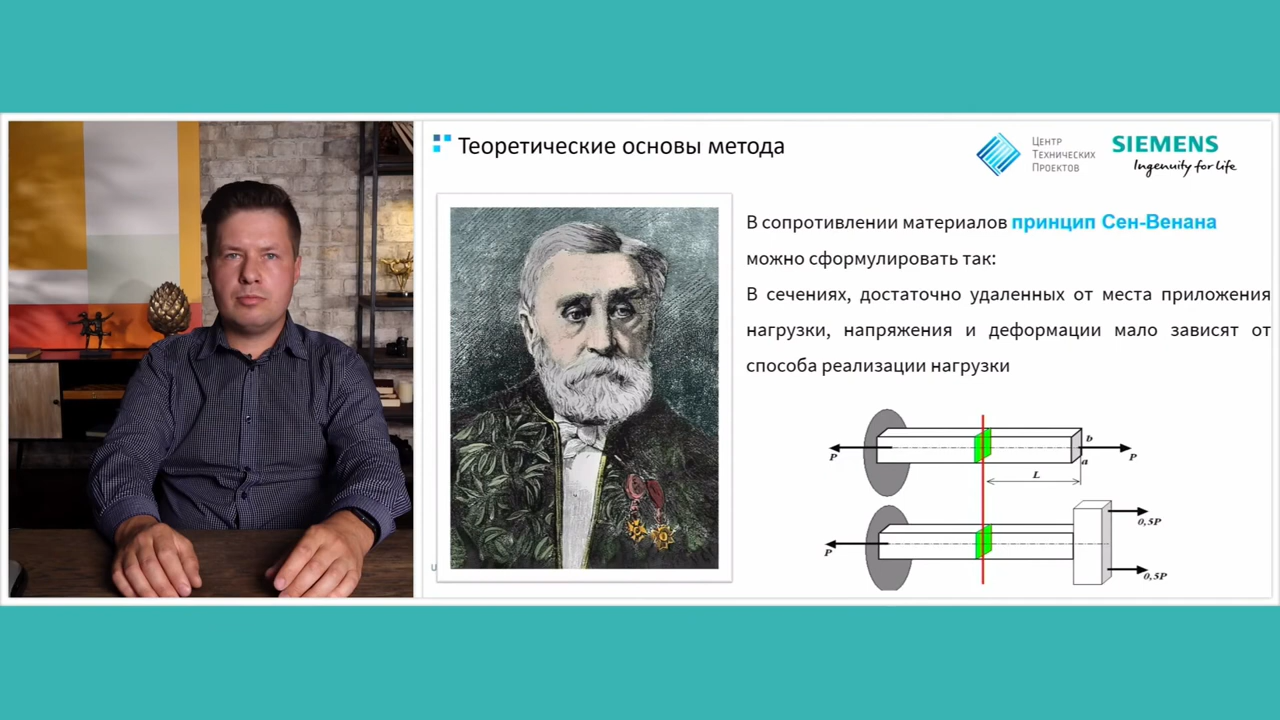 Теоретические основы метода
ЦЕНТР
ТЕХНИЧЕСКИХ
ПРОЕКТОВ
SIEMENS
Ingenuity for life
В сопротивлении материалов принцип Сен-Венана
можно сформулировать так:
В сечениях, достаточно удаленных от места приложения
нагрузки, напряжения и деформации мало зависят от
способа реализации нагрузки
P
b
a
P
L
P
0,5P
0,5P
U